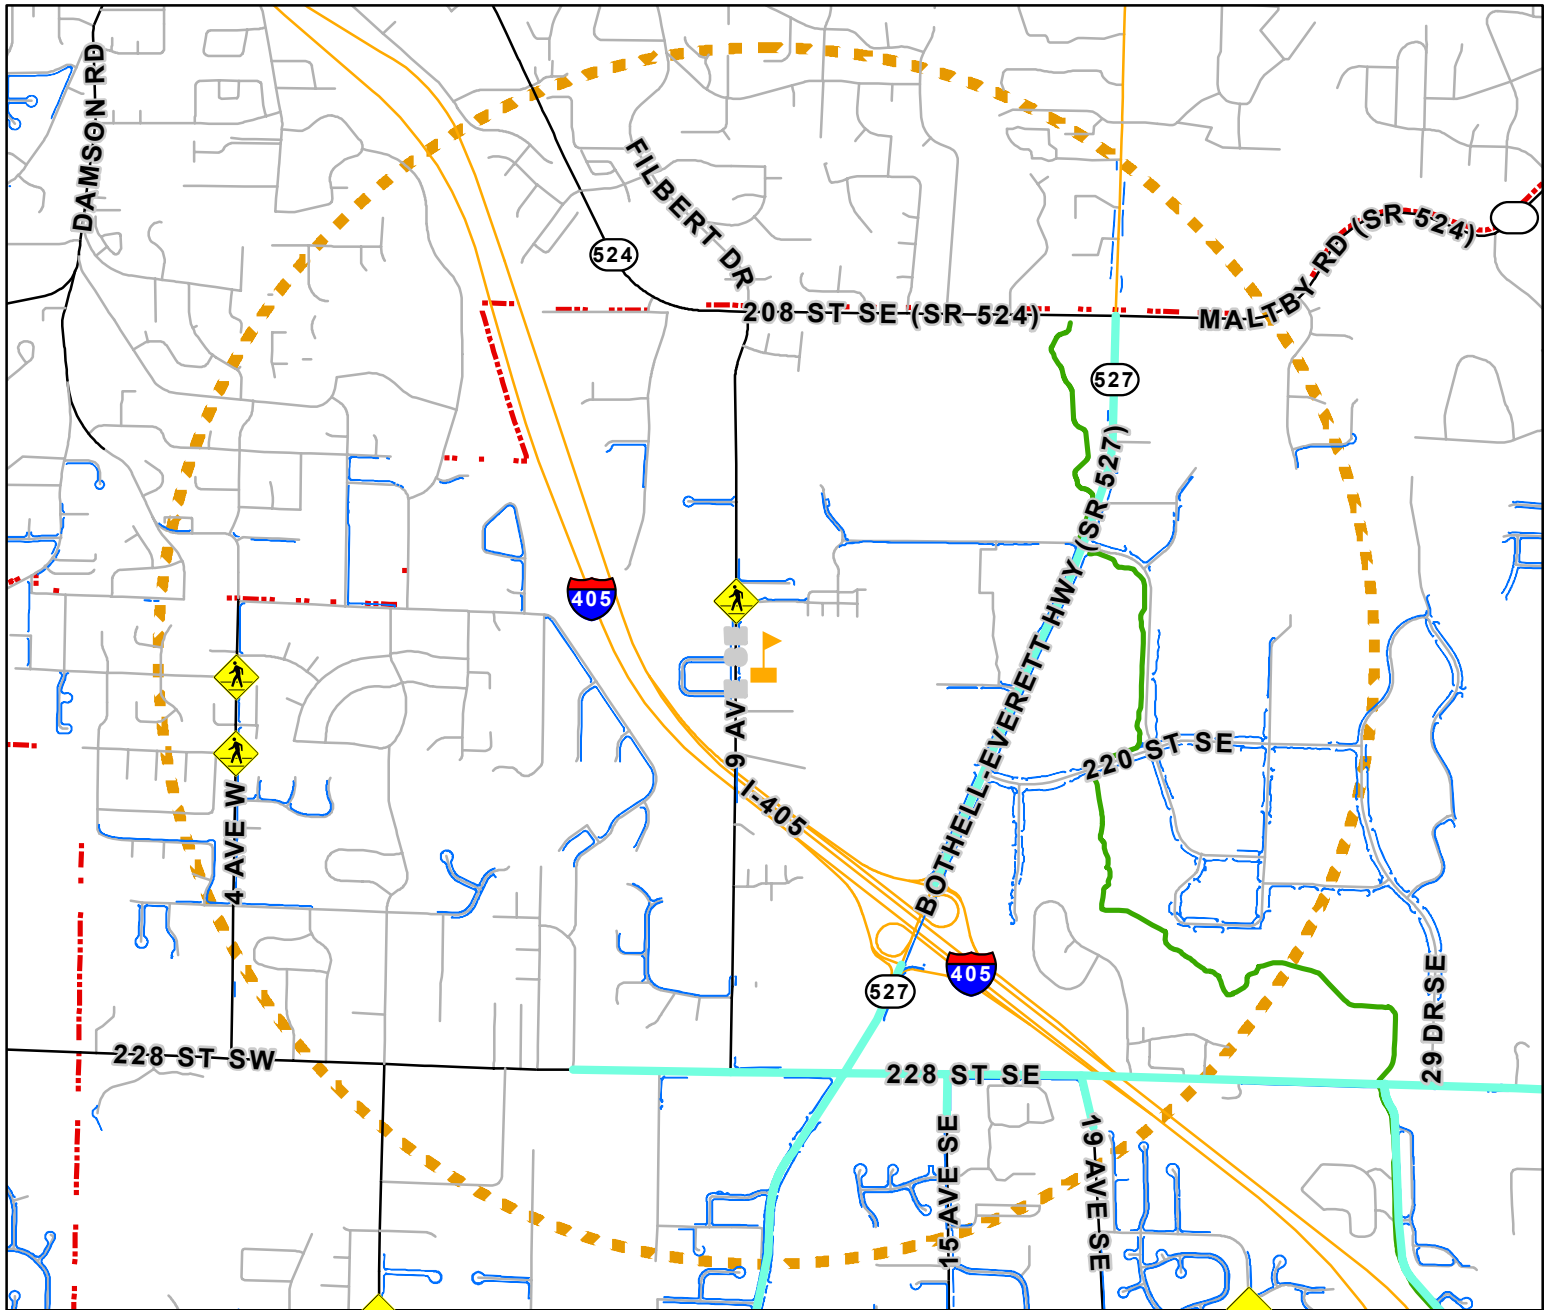 DAMSON RD
FILBERT DR
524
208 ST SE (SR 524)
MALTBY RD (SR 524)
527
BOTHELL-EVERETT HWY (SR 527)
405
9 AV
I-405
220 ST SE
4 AVE W
405
527
29 DR SE
228 ST SW
228 ST SE
15 AVE SE
19 AVE SE